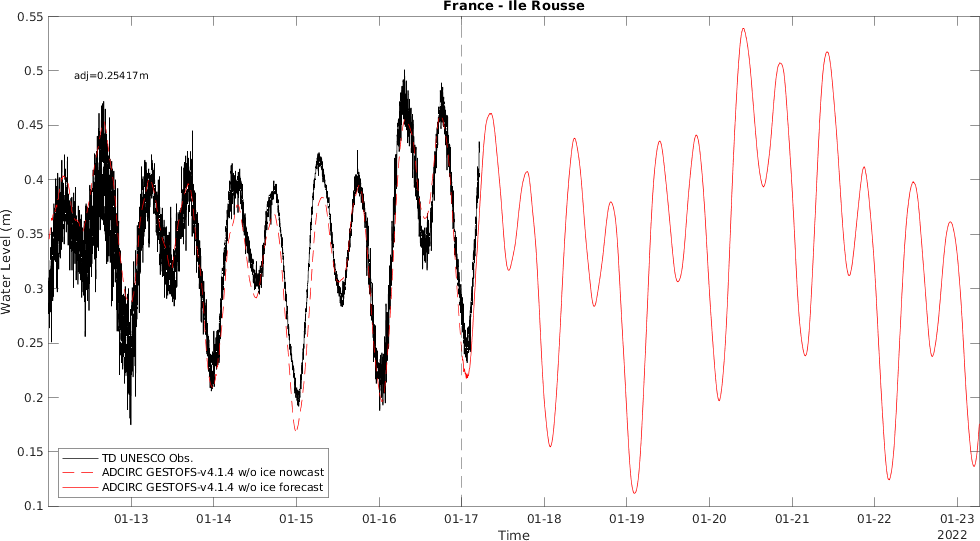 France - Ile Rousse
adj=0.25417m
Water Level (m)
0.55
0.5
0.45
0.4
0.35
0.3
0.25
0.2
0.15
0.1
TD UNESCO Obs.
ADCIRC GESTOFS-v4.1.4 w/o ice nowcast
ADCIRC GESTOFS-v4.1.4 w/o ice forecast
01-13 01-14 01-15 01-16 01-17 01-18 01-19 01-20 01-21 01-22 01-23
Time
2022